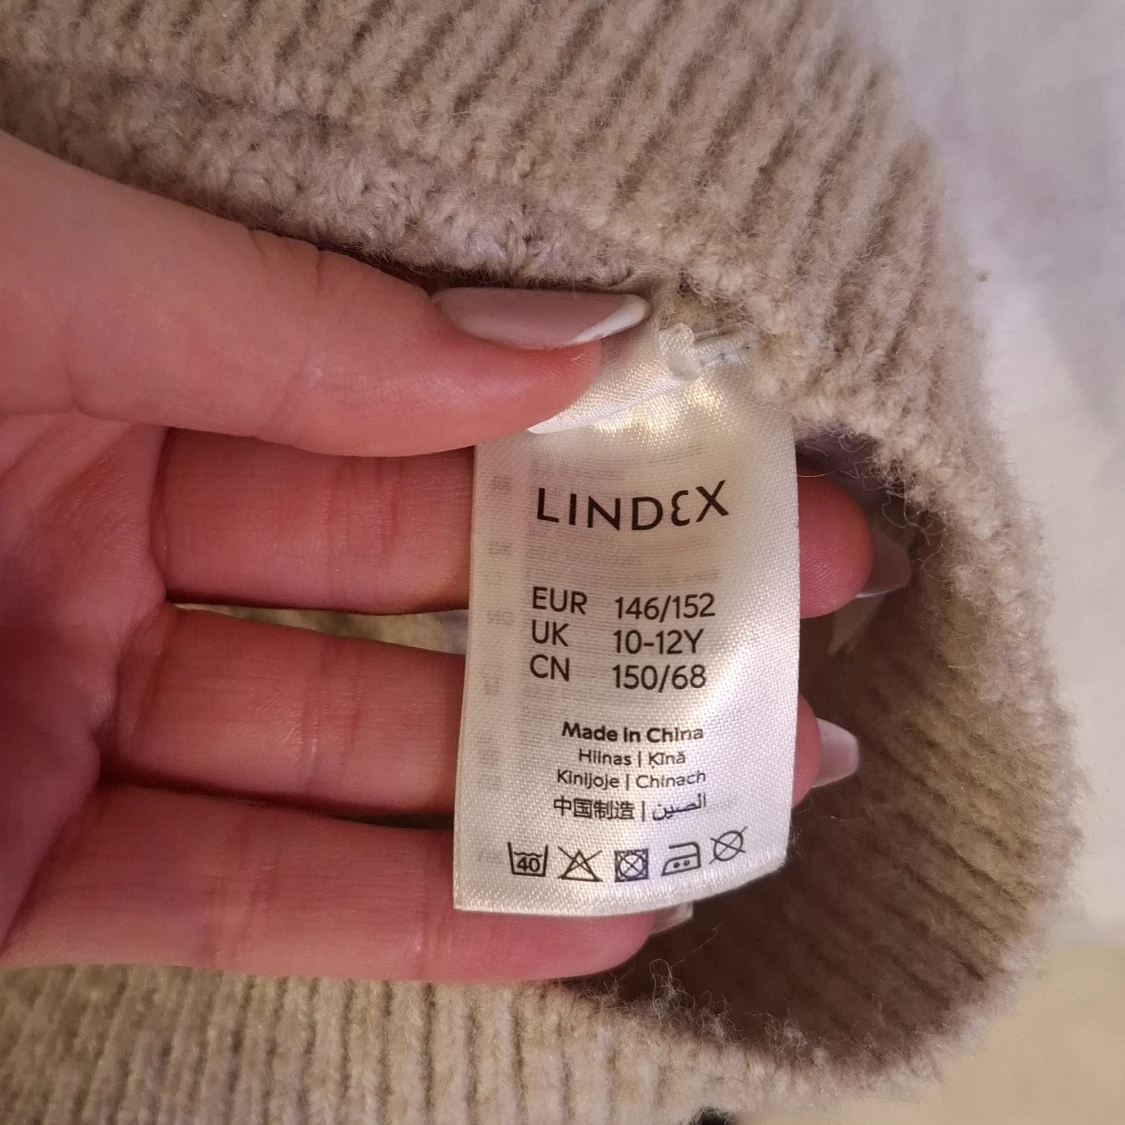 LINDEX
EUR 146/152
UK 10-12Y
CN 150/68
Made in China
Hiinas | Ķīnā
Kinijoje | Chinach
中国制造 | الصين
40